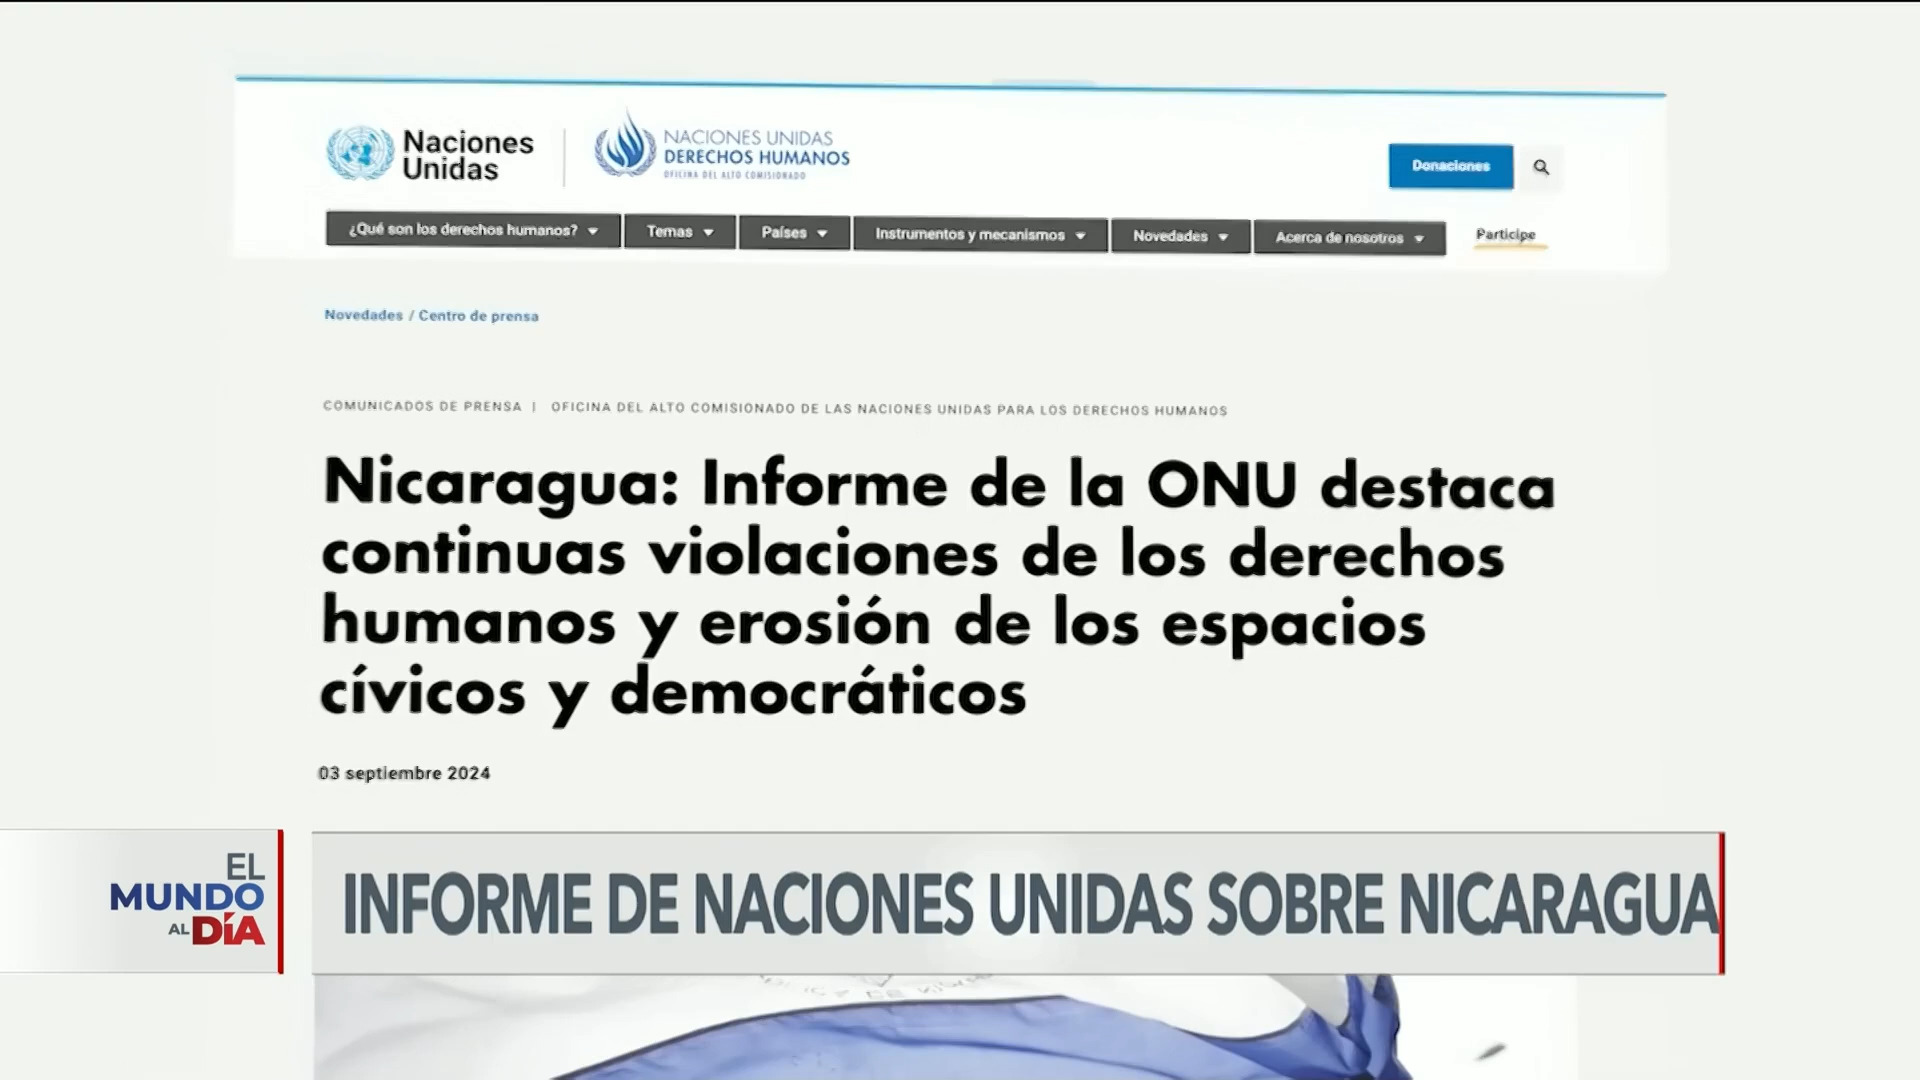 Naciones
Unidas
NACIONES UNIDAS
DERECHOS HUMANOS
OFICINA DEL ALTO COMISIONADO
Donaciones
¿Qué son los derechos humanos?
Temas
Países
Instrumentos y mecanismos
Novedades
Acerca de nosotros
Participe
Novedades / Centro de prensa
COMUNICADOS DE PRENSA | OFICINA DEL ALTO COMISIONADO DE LAS NACIONES UNIDAS PARA LOS DERECHOS HUMANOS
Nicaragua: Informe de la ONU destaca
continuas violaciones de los derechos
humanos y erosión de los espacios
cívicos y democráticos
03 septiembre 2024
EL
MUNDO
AL DÍA
INFORME DE NACIONES UNIDAS SOBRE NICARAGUA